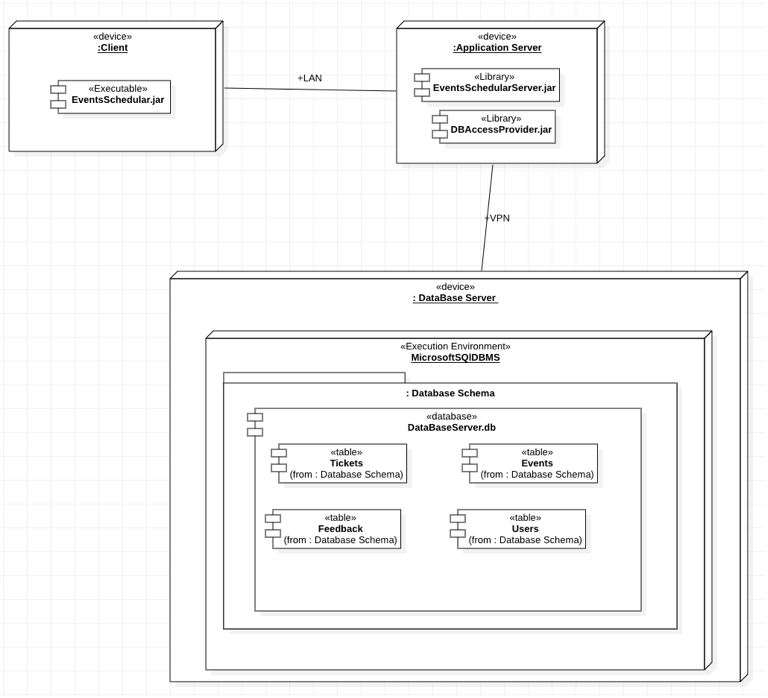 «device»
:Client
«Executable»
EventsSchedular.jar
+LAN
«device»
:Application Server
«Library»
EventsSchedularServer.jar
«Library»
DBAccessProvider.jar
+VPN
«device»
: DataBase Server
«Execution Environment»
MicrosoftSQlDBMS
: Database Schema
«database»
DataBaseServer.db
«table»
Tickets
(from : Database Schema)
«table»
Events
(from : Database Schema)
«table»
Feedback
(from : Database Schema)
«table»
Users
(from : Database Schema)